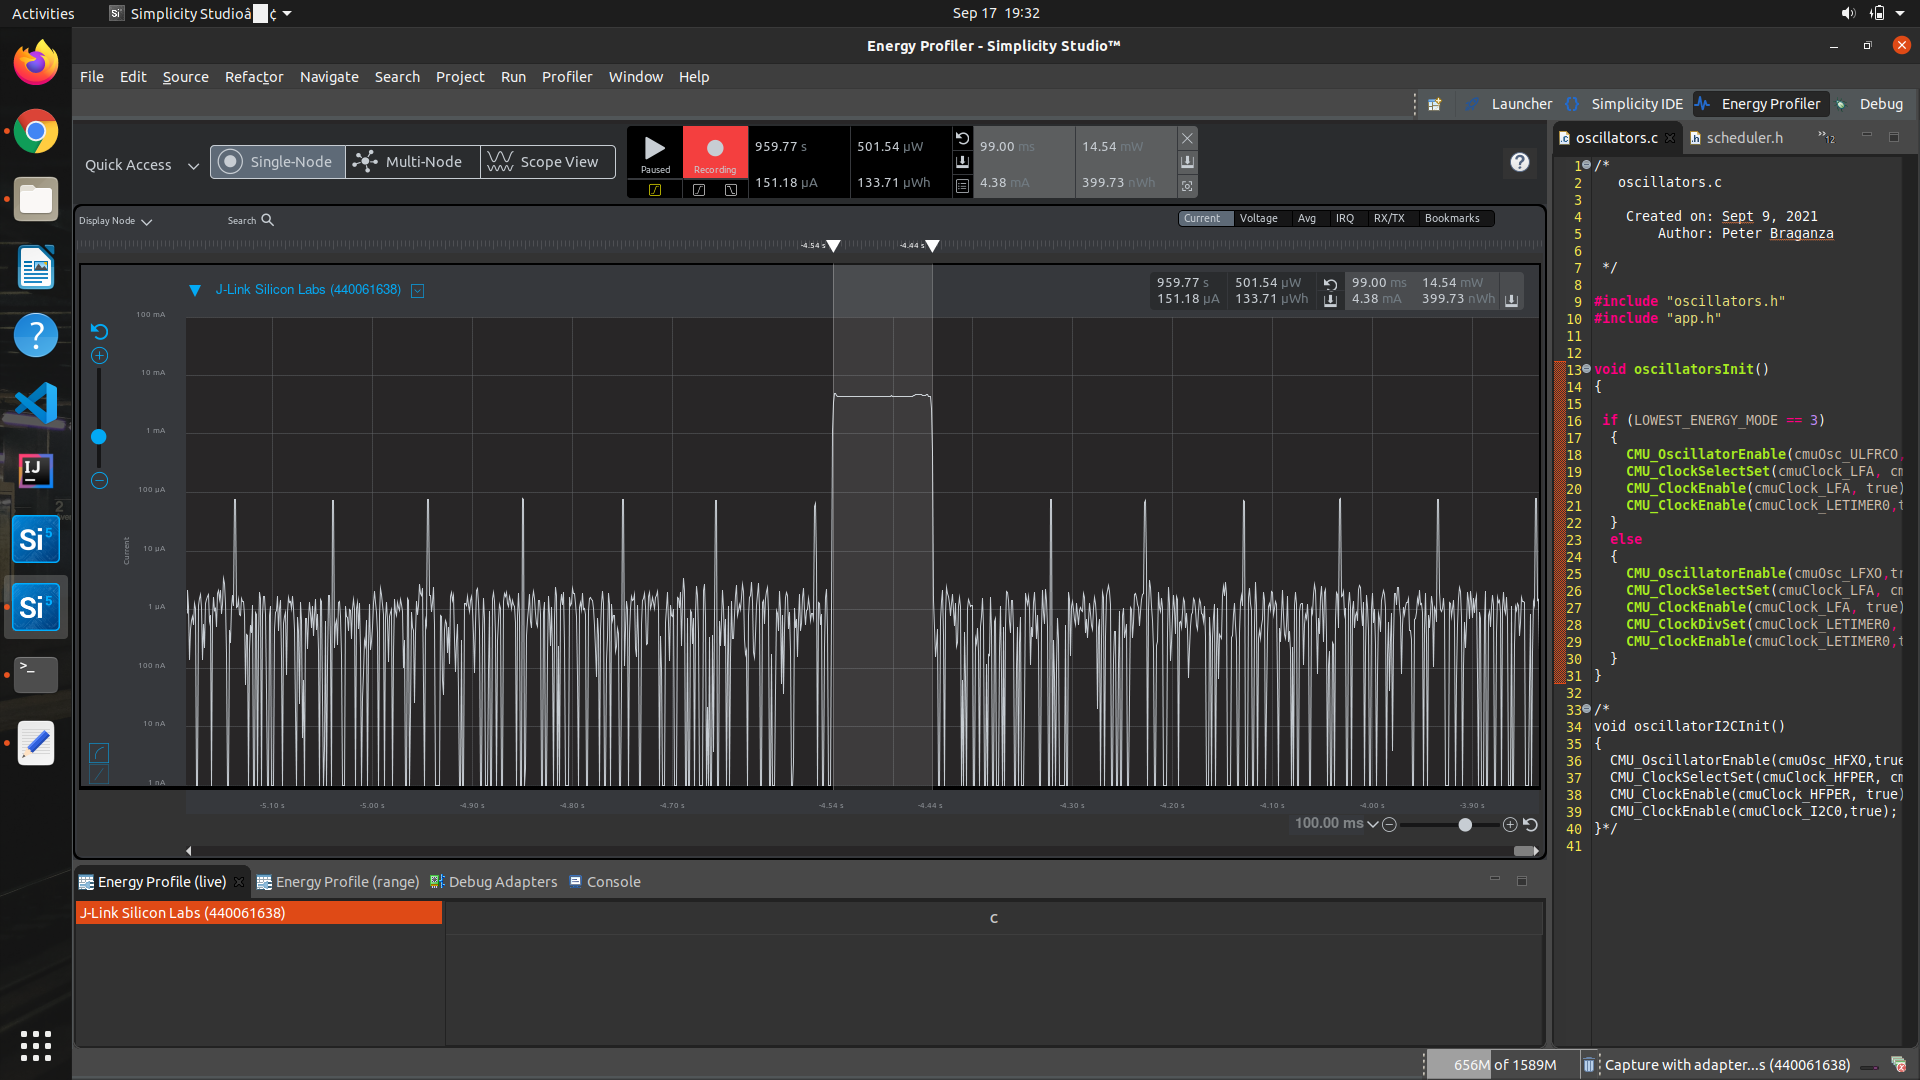 Activities
Simplicity Studioâ ¢
Sep 17 19:32
Energy Profiler - Simplicity Studio™
File Edit Source Refactor Navigate Search Project Run Profiler Window Help
Launcher Simplicity IDE Energy Profiler Debug
Quick Access Single-Node Multi-Node Scope View
Paused Recording
959.77 s 501.54 µW 99.00 ms 14.54 mW
151.18 µA 133.71 µWh 4.38 mA 399.73 nWh
Display Node Search
Current Voltage Avg IRQ RX/TX Bookmarks
-4.54 s -4.44 s
J-Link Silicon Labs (440061638)
959.77 s 501.54 µW 99.00 ms 14.54 mW
151.18 µA 133.71 µWh 4.38 mA 399.73 nWh
100 mA
10 mA
1 mA
100 µA
10 µA
1 µA
100 nA
10 nA
1 nA
Current
-5.10 s -5.00 s -4.90 s -4.80 s -4.70 s -4.54 s -4.44 s -4.30 s -4.20 s -4.10 s -4.00 s -3.90 s
100.00 ms
Energy Profile (live) Energy Profile (range) Debug Adapters Console
J-Link Silicon Labs (440061638)
C
oscillators.c scheduler.h »12
1 /*
2 oscillators.c
3
4 Created on: Sept 9, 2021
5 Author: Peter Braganza
6
7 */
8
9 #include "oscillators.h"
10 #include "app.h"
11
12
13 void oscillatorsInit()
14 {
15
16 if (LOWEST_ENERGY_MODE == 3)
17 {
18 CMU_OscillatorEnable(cmuOsc_ULFRCO,
19 CMU_ClockSelectSet(cmuClock_LFA, cm
20 CMU_ClockEnable(cmuClock_LFA, true)
21 CMU_ClockEnable(cmuClock_LETIMER0,t
22 }
23 else
24 {
25 CMU_OscillatorEnable(cmuOsc_LFXO,tr
26 CMU_ClockSelectSet(cmuClock_LFA, cm
27 CMU_ClockEnable(cmuClock_LFA, true)
28 CMU_ClockDivSet(cmuClock_LETIMER0,
29 CMU_ClockEnable(cmuClock_LETIMER0,t
30 }
31 }
32
33 /*
34 void oscillatorI2CInit()
35 {
36 CMU_OscillatorEnable(cmuOsc_HFXO,true
37 CMU_ClockSelectSet(cmuClock_HFPER, cm
38 CMU_ClockEnable(cmuClock_HFPER, true)
39 CMU_ClockEnable(cmuClock_I2C0,true);
40 }*/
41
656M of 1589M
Capture with adapter...s (440061638)